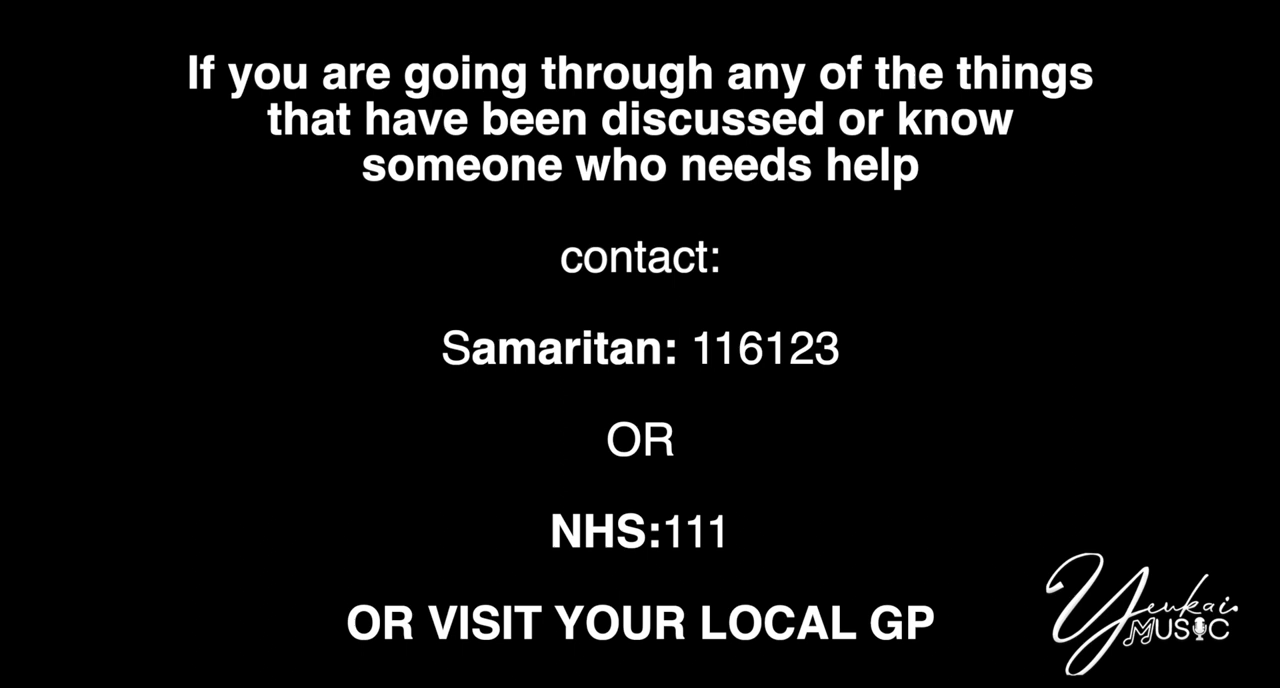 If you are going through any of the things
that have been discussed or know
someone who needs help
contact:
Samaritan: 116123
OR
NHS:111
OR VISIT YOUR LOCAL GP
Yeukai
MUSIC